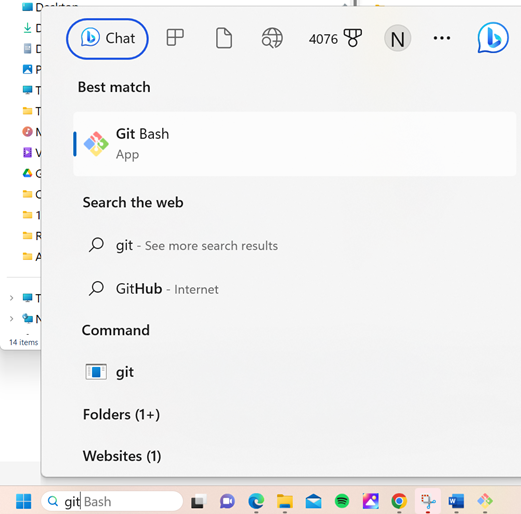 Desktop
Chat
4076
N
Best match
Git Bash
App
Search the web
git - See more search results
GitHub - Internet
Command
git
Folders (1+)
Websites (1)
14 items
git Bash